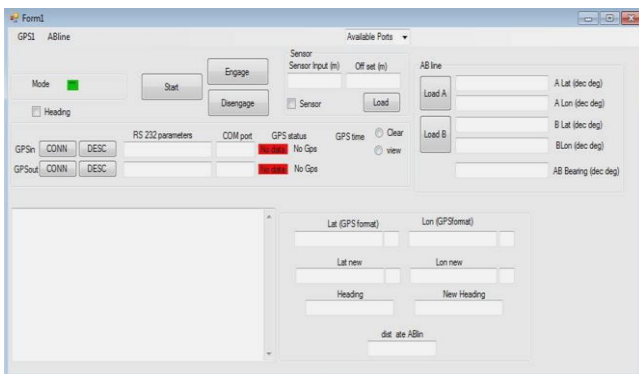 Form1
GPS1 ABline Available Ports
Mode
Heading
Start
Engage
Disengage
Sensor
Sensor Input (m) Off set (m)
Sensor Load
AB line
Load A
A Lat (dec deg)
A Lon (dec deg)
Load B
B Lat (dec deg)
BLon (dec deg)
AB Bearing (dec deg)
RS 232 parameters COM port GPS status GPS time Clear
view
GPSin CONN DESC No data No Gps
GPSout CONN DESC No data No Gps
Lat (GPS format) Lon (GPSformat)
Lat new Lon new
Heading New Heading
dist ate ABlin